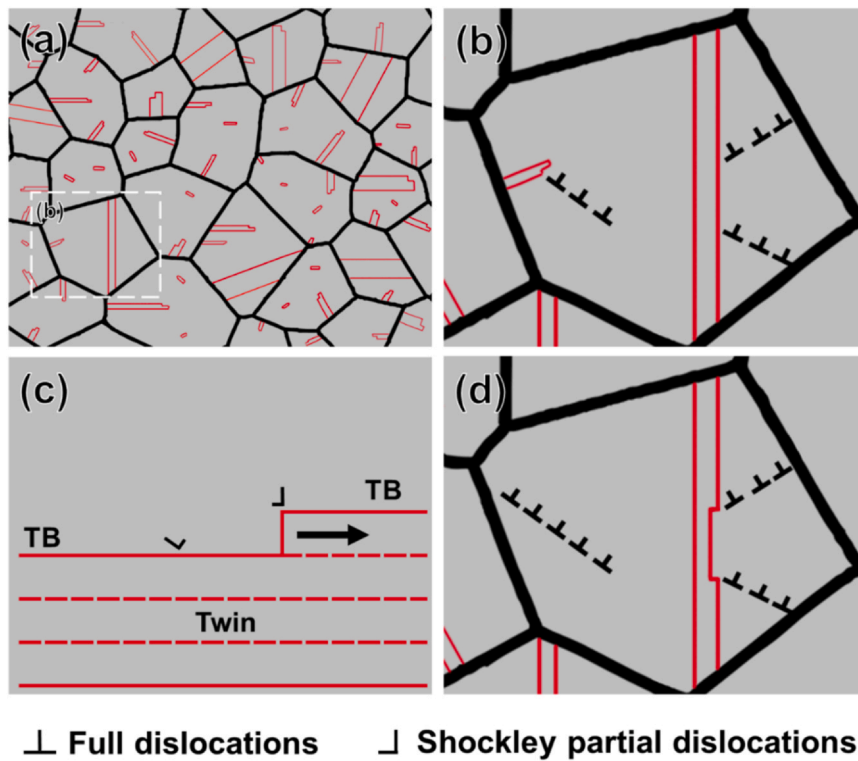 (a)
(b)
(b)
(c)
TB
TB
Twin
(d)
Full dislocations
Shockley partial dislocations